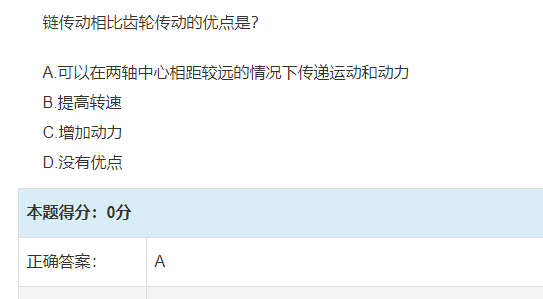 链传动相比齿轮传动的优点是?
A.可以在两轴中心相距较远的情况下传递运动和动力
B.提高转速
C.增加动力
D.没有优点
本题得分：0分
正确答案：
A